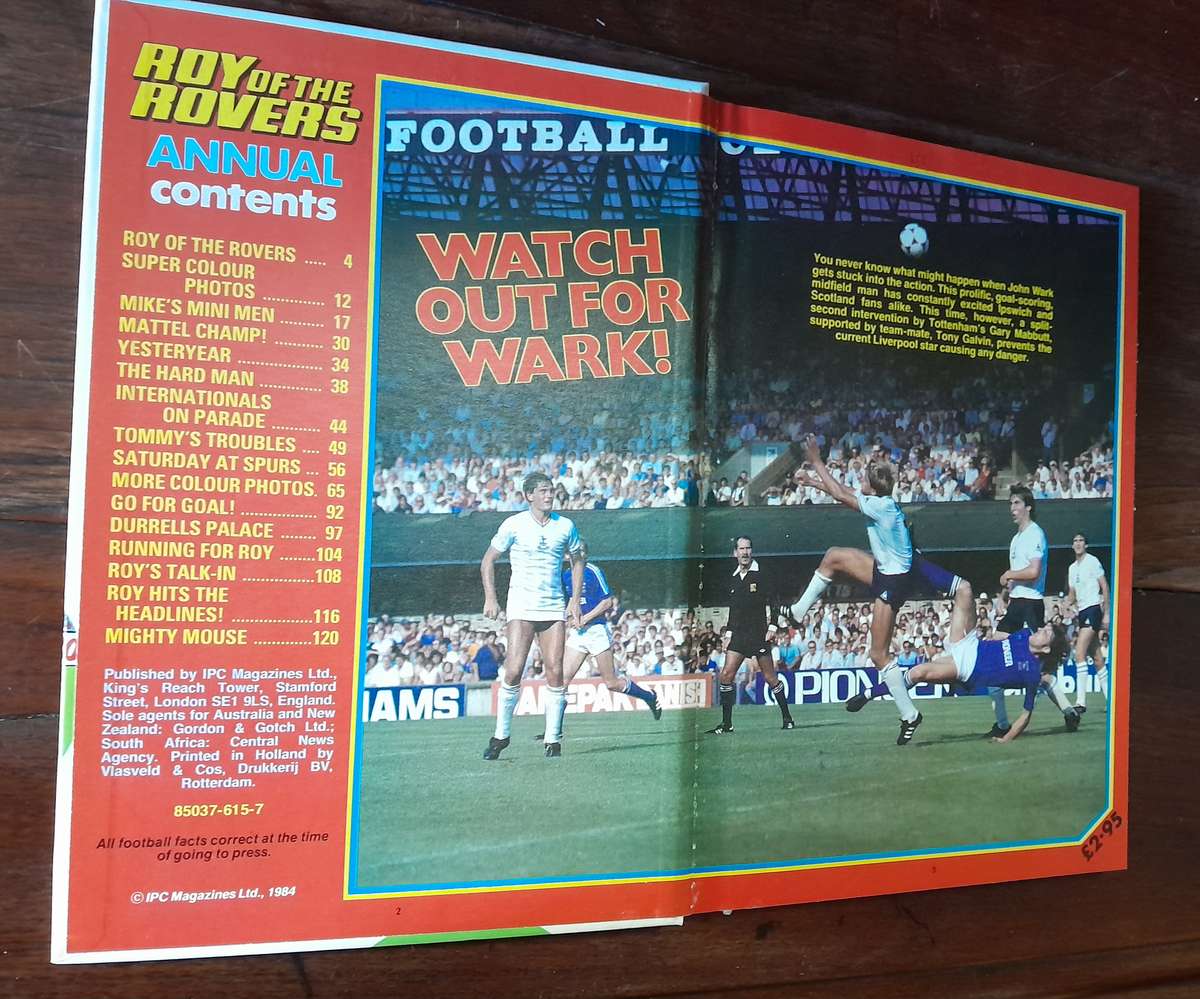 ROY OF THE
ROVERS
ANNUAL
contents
ROY OF THE ROVERS ..... 4
SUPER COLOUR
PHOTOS ............ 12
MIKE'S MINI MEN ......... 17
MATTEL CHAMP! .......... 30
YESTERYEAR ................ 34
THE HARD MAN ............ 38
INTERNATIONALS
ON PARADE ......... 44
TOMMY'S TROUBLES .... 49
SATURDAY AT SPURS ... 56
MORE COLOUR PHOTOS. 65
GO FOR GOAL! .............. 92
DURRELLS PALACE ........ 97
RUNNING FOR ROY .......104
ROY'S TALK-IN ..............108
ROY HITS THE
HEADLINES! .................116
MIGHTY MOUSE ............120
Published by IPC Magazines Ltd.,
King's Reach Tower, Stamford
Street, London SE1 9LS, England.
Sole agents for Australia and New
Zealand: Gordon & Gotch Ltd.;
South Africa: Central News
Agency. Printed in Holland by
Vlasveld & Cos, Drukkerij BV,
Rotterdam.
85037-615-7
All football facts correct at the time
of going to press.
© IPC Magazines Ltd., 1984
2
FOOTBALL
WATCH
OUT FOR
WARK!
You never know what might happen when John Wark
gets stuck into the action. This prolific, goal-scoring,
midfield man has constantly excited Ipswich and
Scotland fans alike. This time, however, a split-
second intervention by Tottenham's Gary Mabbutt,
supported by team-mate, Tony Galvin, prevents the
current Liverpool star causing any danger.
AMS
PIONEER
PIONEER
£2·95
3